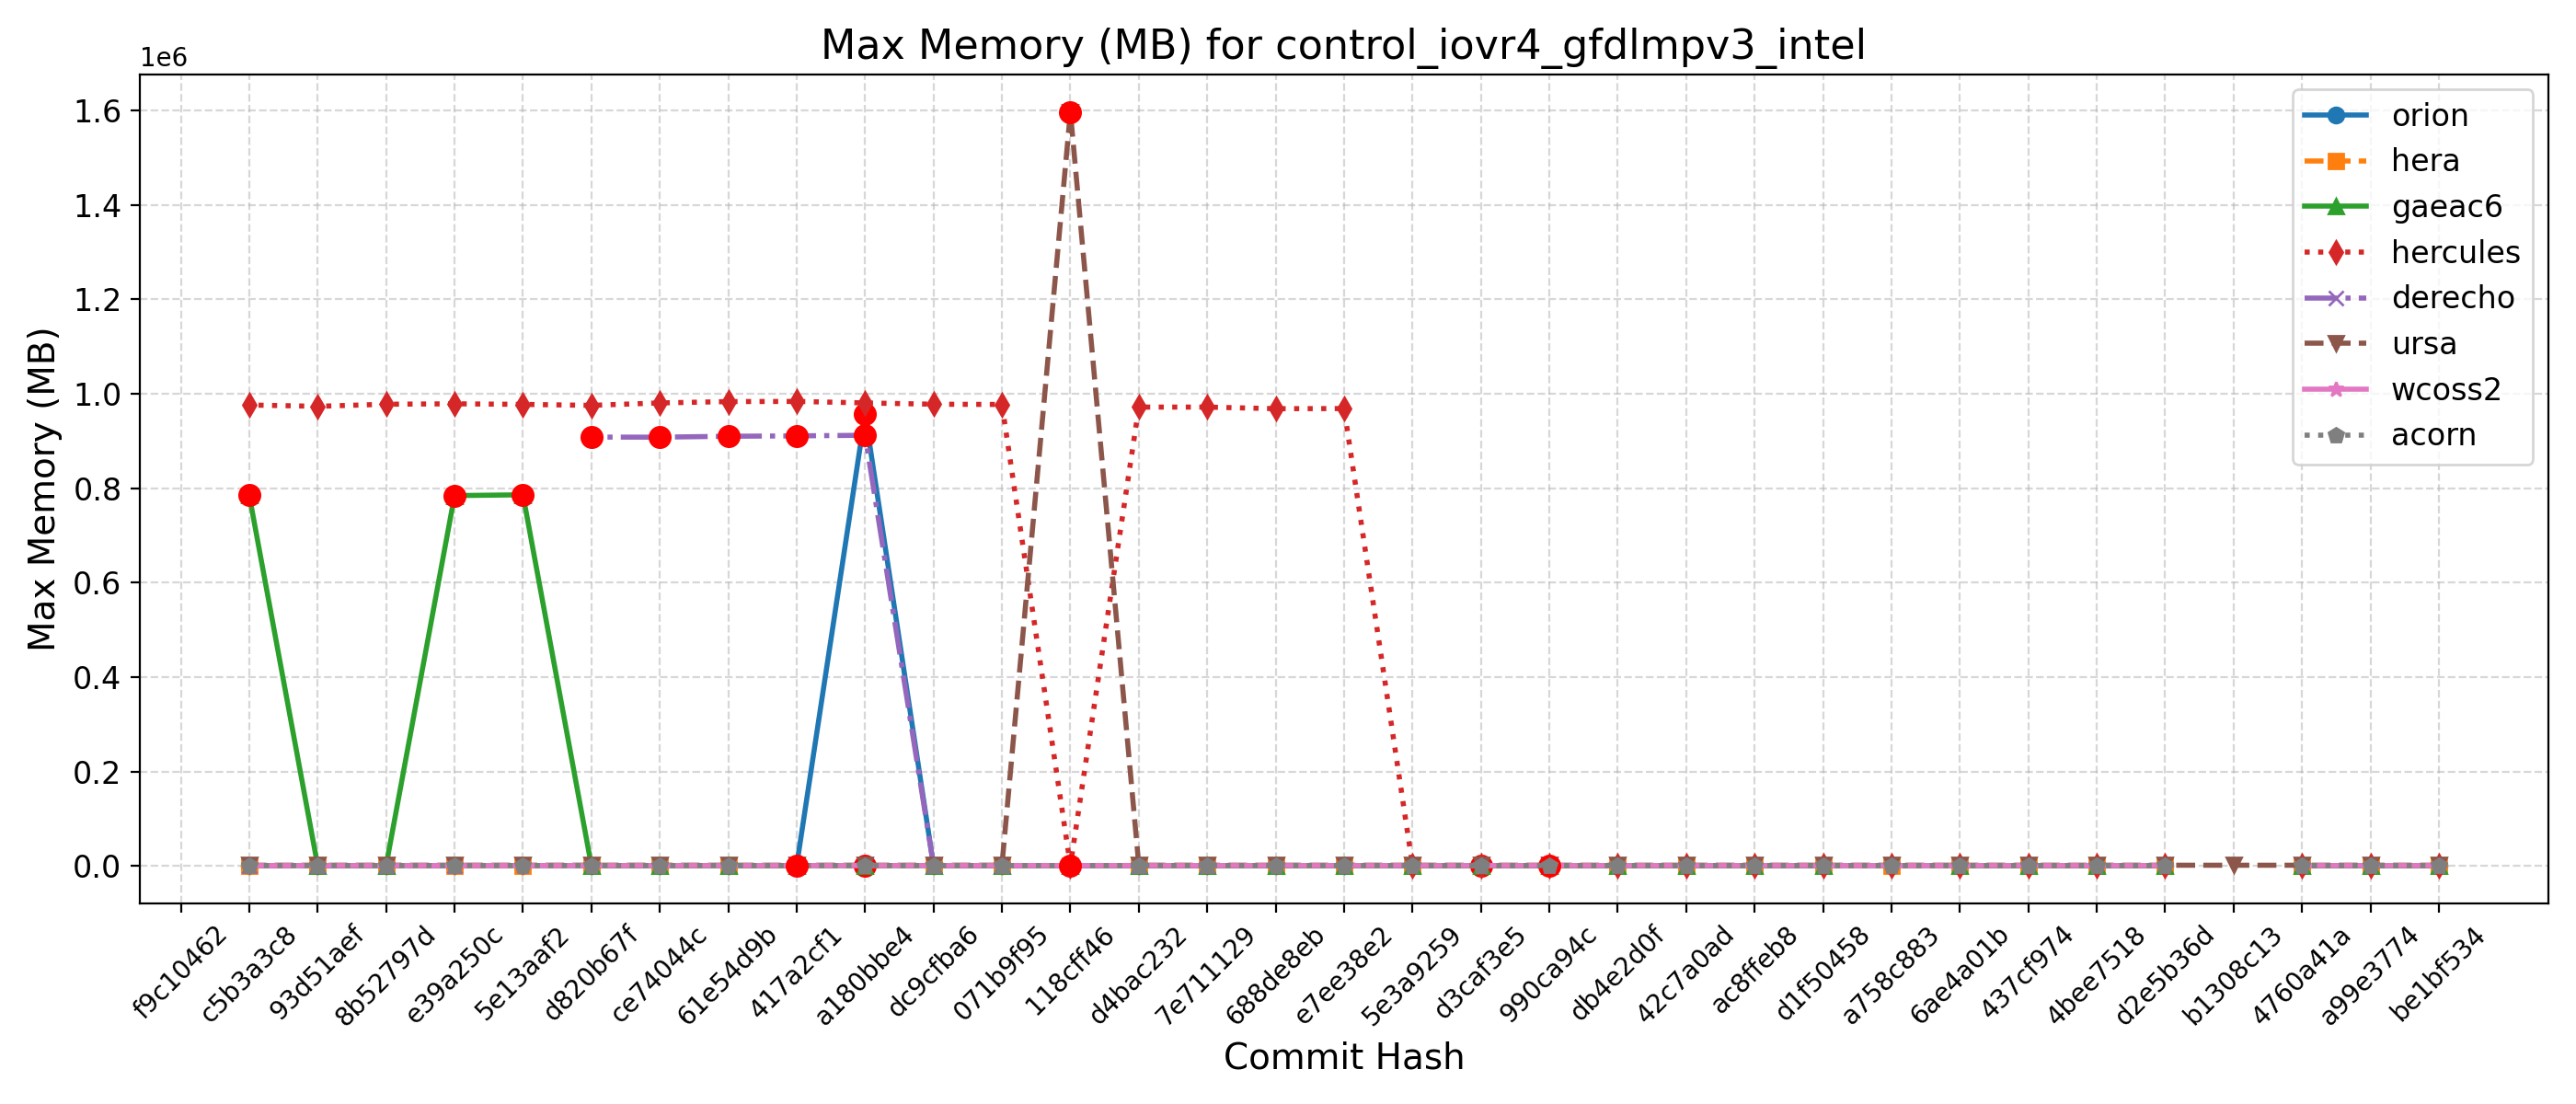 Max Memory (MB) for control_iovr4_gfdlmpv3_intel
1e6
1.6
1.4
1.2
1.0
0.8
0.6
0.4
0.2
0.0
Max Memory (MB)
orion
hera
gaeac6
hercules
derecho
ursa
wcoss2
acorn
f9c10462
c5b3a3c8
93d51aef
8b52797d
e39a250c
5e13aaf2
d820b67f
ce74044c
61e54d9b
417a2cf1
a180bbe4
dc9cfba6
071b9f95
118cff46
d4bac232
7e711129
688de8eb
e7ee38e2
5e3a9259
d3caf3e5
990ca94c
db4e2d0f
42c7a0ad
ac8ffeb8
d1f50458
a758c883
6ae4a01b
437cf974
4bee7518
d2e5b36d
b1308c13
4760a41a
a99e3774
be1bf534
Commit Hash